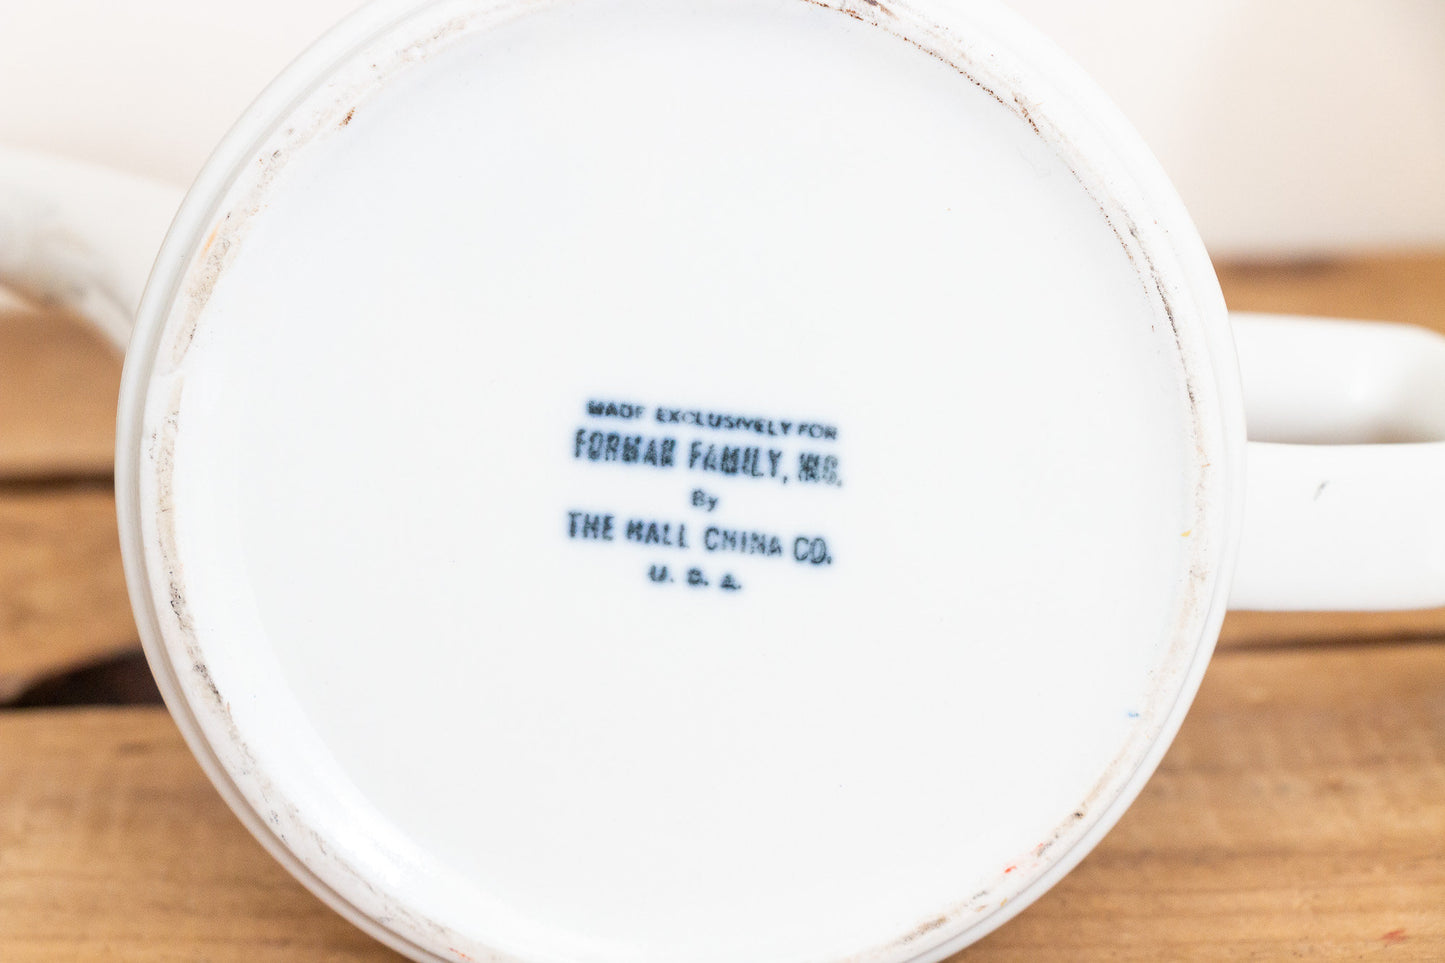 MADE EXCLUSIVELY FOR
FORMAN FAMILY, INC.
By
THE HALL CHINA CO.
U. S. A.